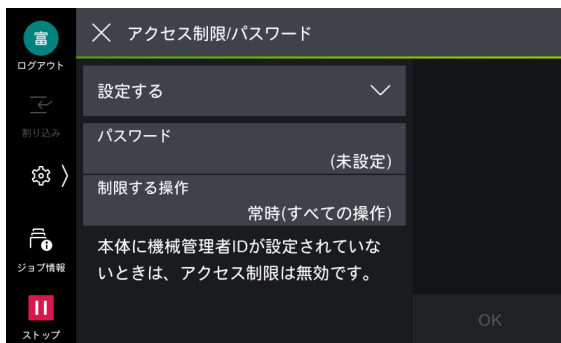 富
ログアウト
割り込み
ジョブ情報
ストップ
アクセス制限/パスワード
設定する
パスワード
(未設定)
制限する操作
常時(すべての操作)
本体に機械管理者IDが設定されていな
いときは、アクセス制限は無効です。
OK